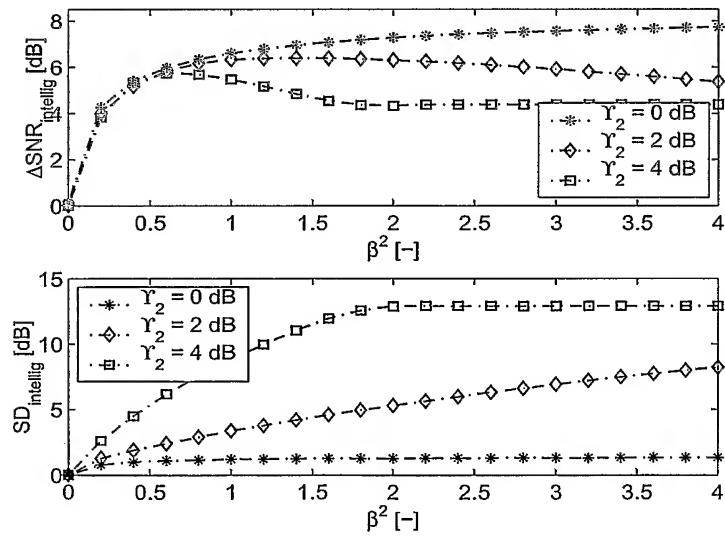 8
6
4
2
0
ΔSNR_intellig [dB]
ϒ_2 = 0 dB
ϒ_2 = 2 dB
ϒ_2 = 4 dB
0 0.5 1 1.5 2 2.5 3 3.5 4
β^2 [−]
15
10
5
0
SD_intellig [dB]
ϒ_2 = 0 dB
ϒ_2 = 2 dB
ϒ_2 = 4 dB
0 0.5 1 1.5 2 2.5 3 3.5 4
β^2 [−]